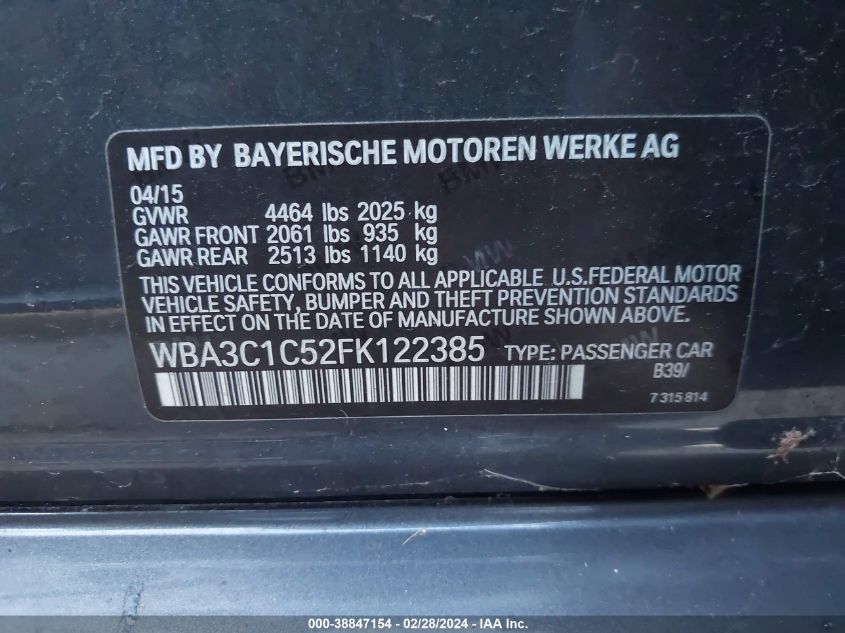 MFD BY BAYERISCHE MOTOREN WERKE AG
04/15
GVWR 4464 lbs 2025 kg
GAWR FRONT 2061 lbs 935 kg
GAWR REAR 2513 lbs 1140 kg
THIS VEHICLE CONFORMS TO ALL APPLICABLE U.S.FEDERAL MOTOR
VEHICLE SAFETY, BUMPER AND THEFT PREVENTION STANDARDS
IN EFFECT ON THE DATE OF MANUFACTURE SHOWN ABOVE.
WBA3C1C52FK122385 TYPE: PASSENGER CAR
B39/
7 315 814
000-38847154 - 02/28/2024 - IAA Inc.